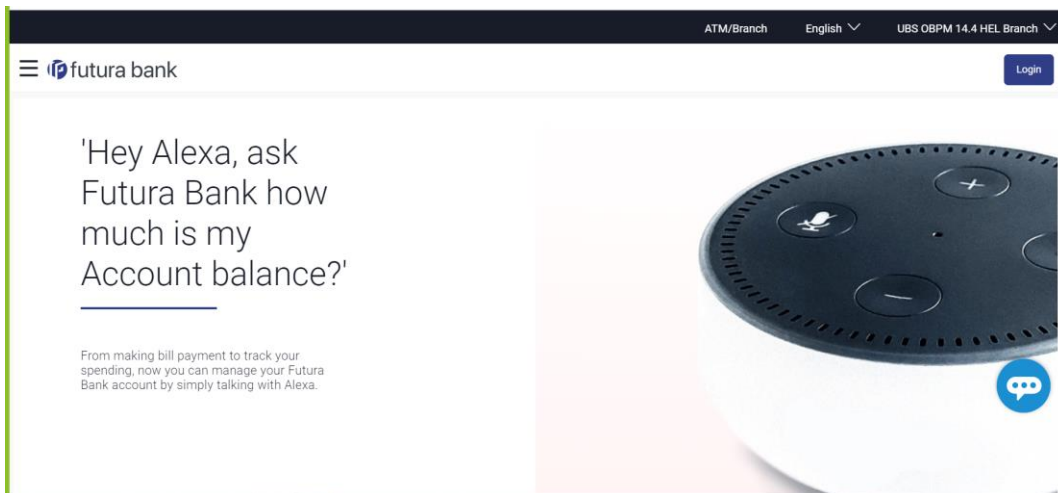 ATM/Branch English UBS OBPM 14.4 HEL Branch
futura bank
Login
'Hey Alexa, ask
Futura Bank how
much is my
Account balance?'
From making bill payment to track your
spending, now you can manage your Futura
Bank account by simply talking with Alexa.